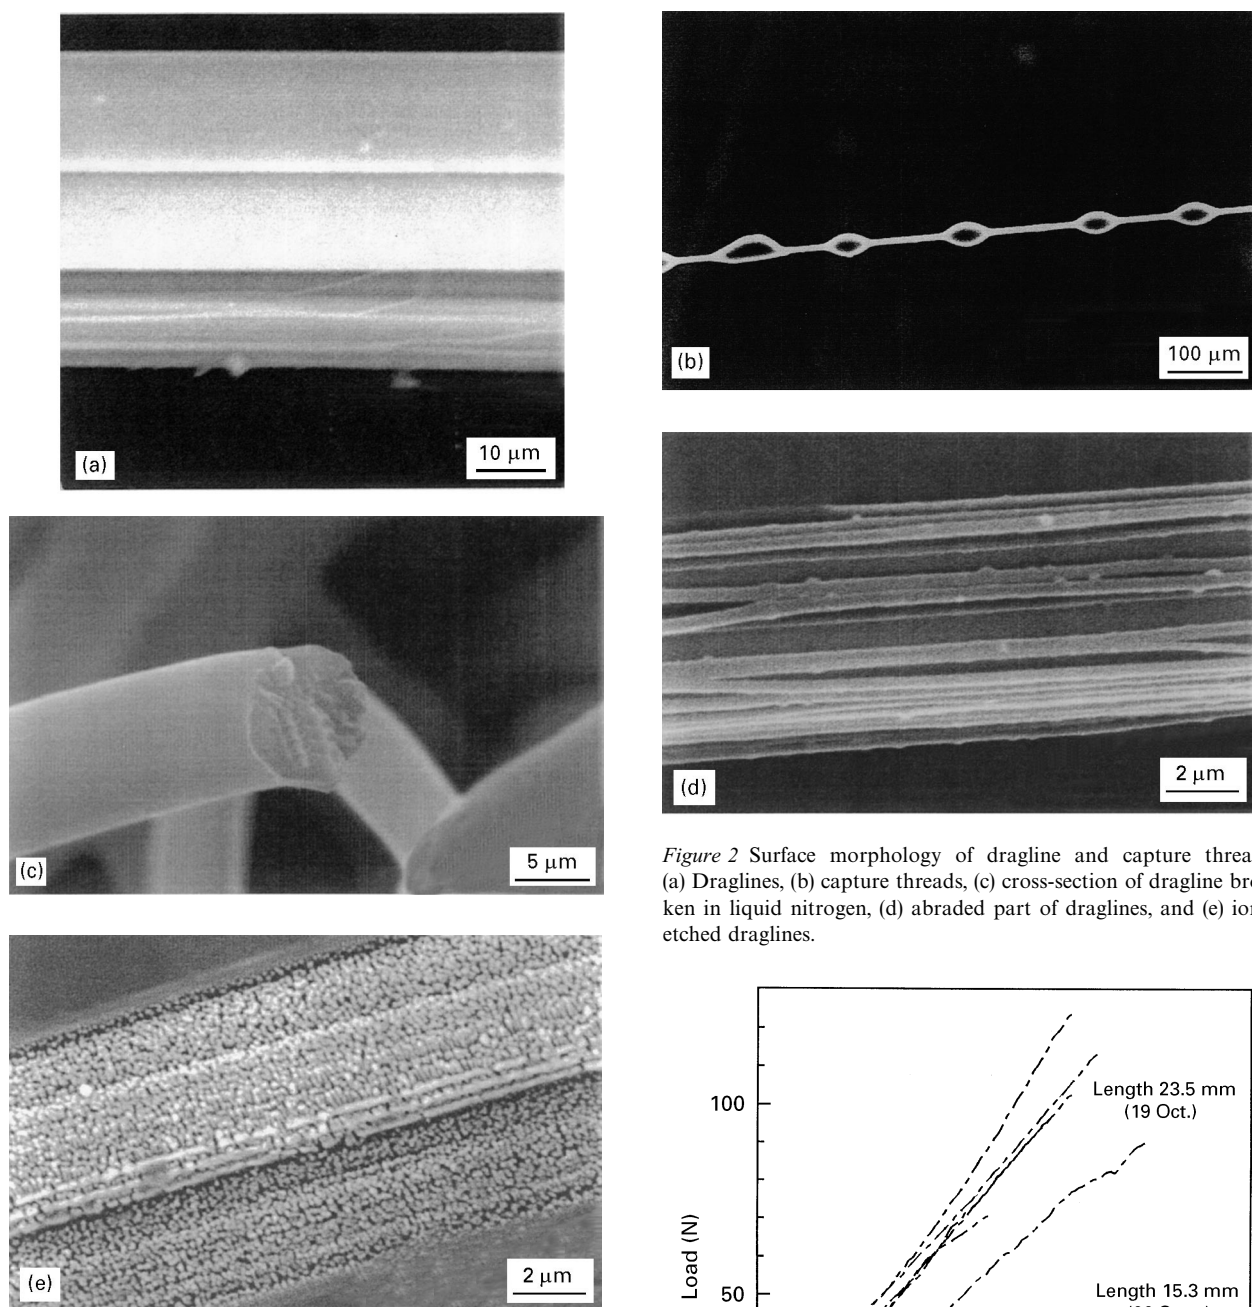 (a)
10 µm
(b)
100 µm
(c)
5 µm
(d)
2 µm
Figure 2 Surface morphology of dragline and capture
(a) Draglines, (b) capture threads, (c) cross-section of dragline bro
ken in liquid nitrogen, (d) abraded part of draglines, and (e) ion
etched draglines.
(e)
2 µm
100
50
Load (N)
Length 23.5 mm
(19 Oct.)
Length 15.3 mm